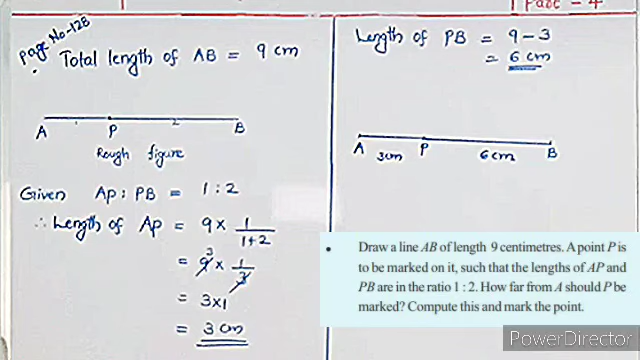 Part - 4
Page No-128
Total length of AB = 9 cm
A P B
1 2
Rough figure
Given AP : PB = 1 : 2
∴ Length of AP = 9 × 1/(1+2)
= 9 3 × 1/3
= 3×1
= 3 cm
Length of PB = 9 - 3
= 6 cm
A 3cm P 6cm B
• Draw a line AB of length 9 centimetres. A point P is
to be marked on it, such that the lengths of AP and
PB are in the ratio 1 : 2. How far from A should P be
marked? Compute this and mark the point.
PowerDirector